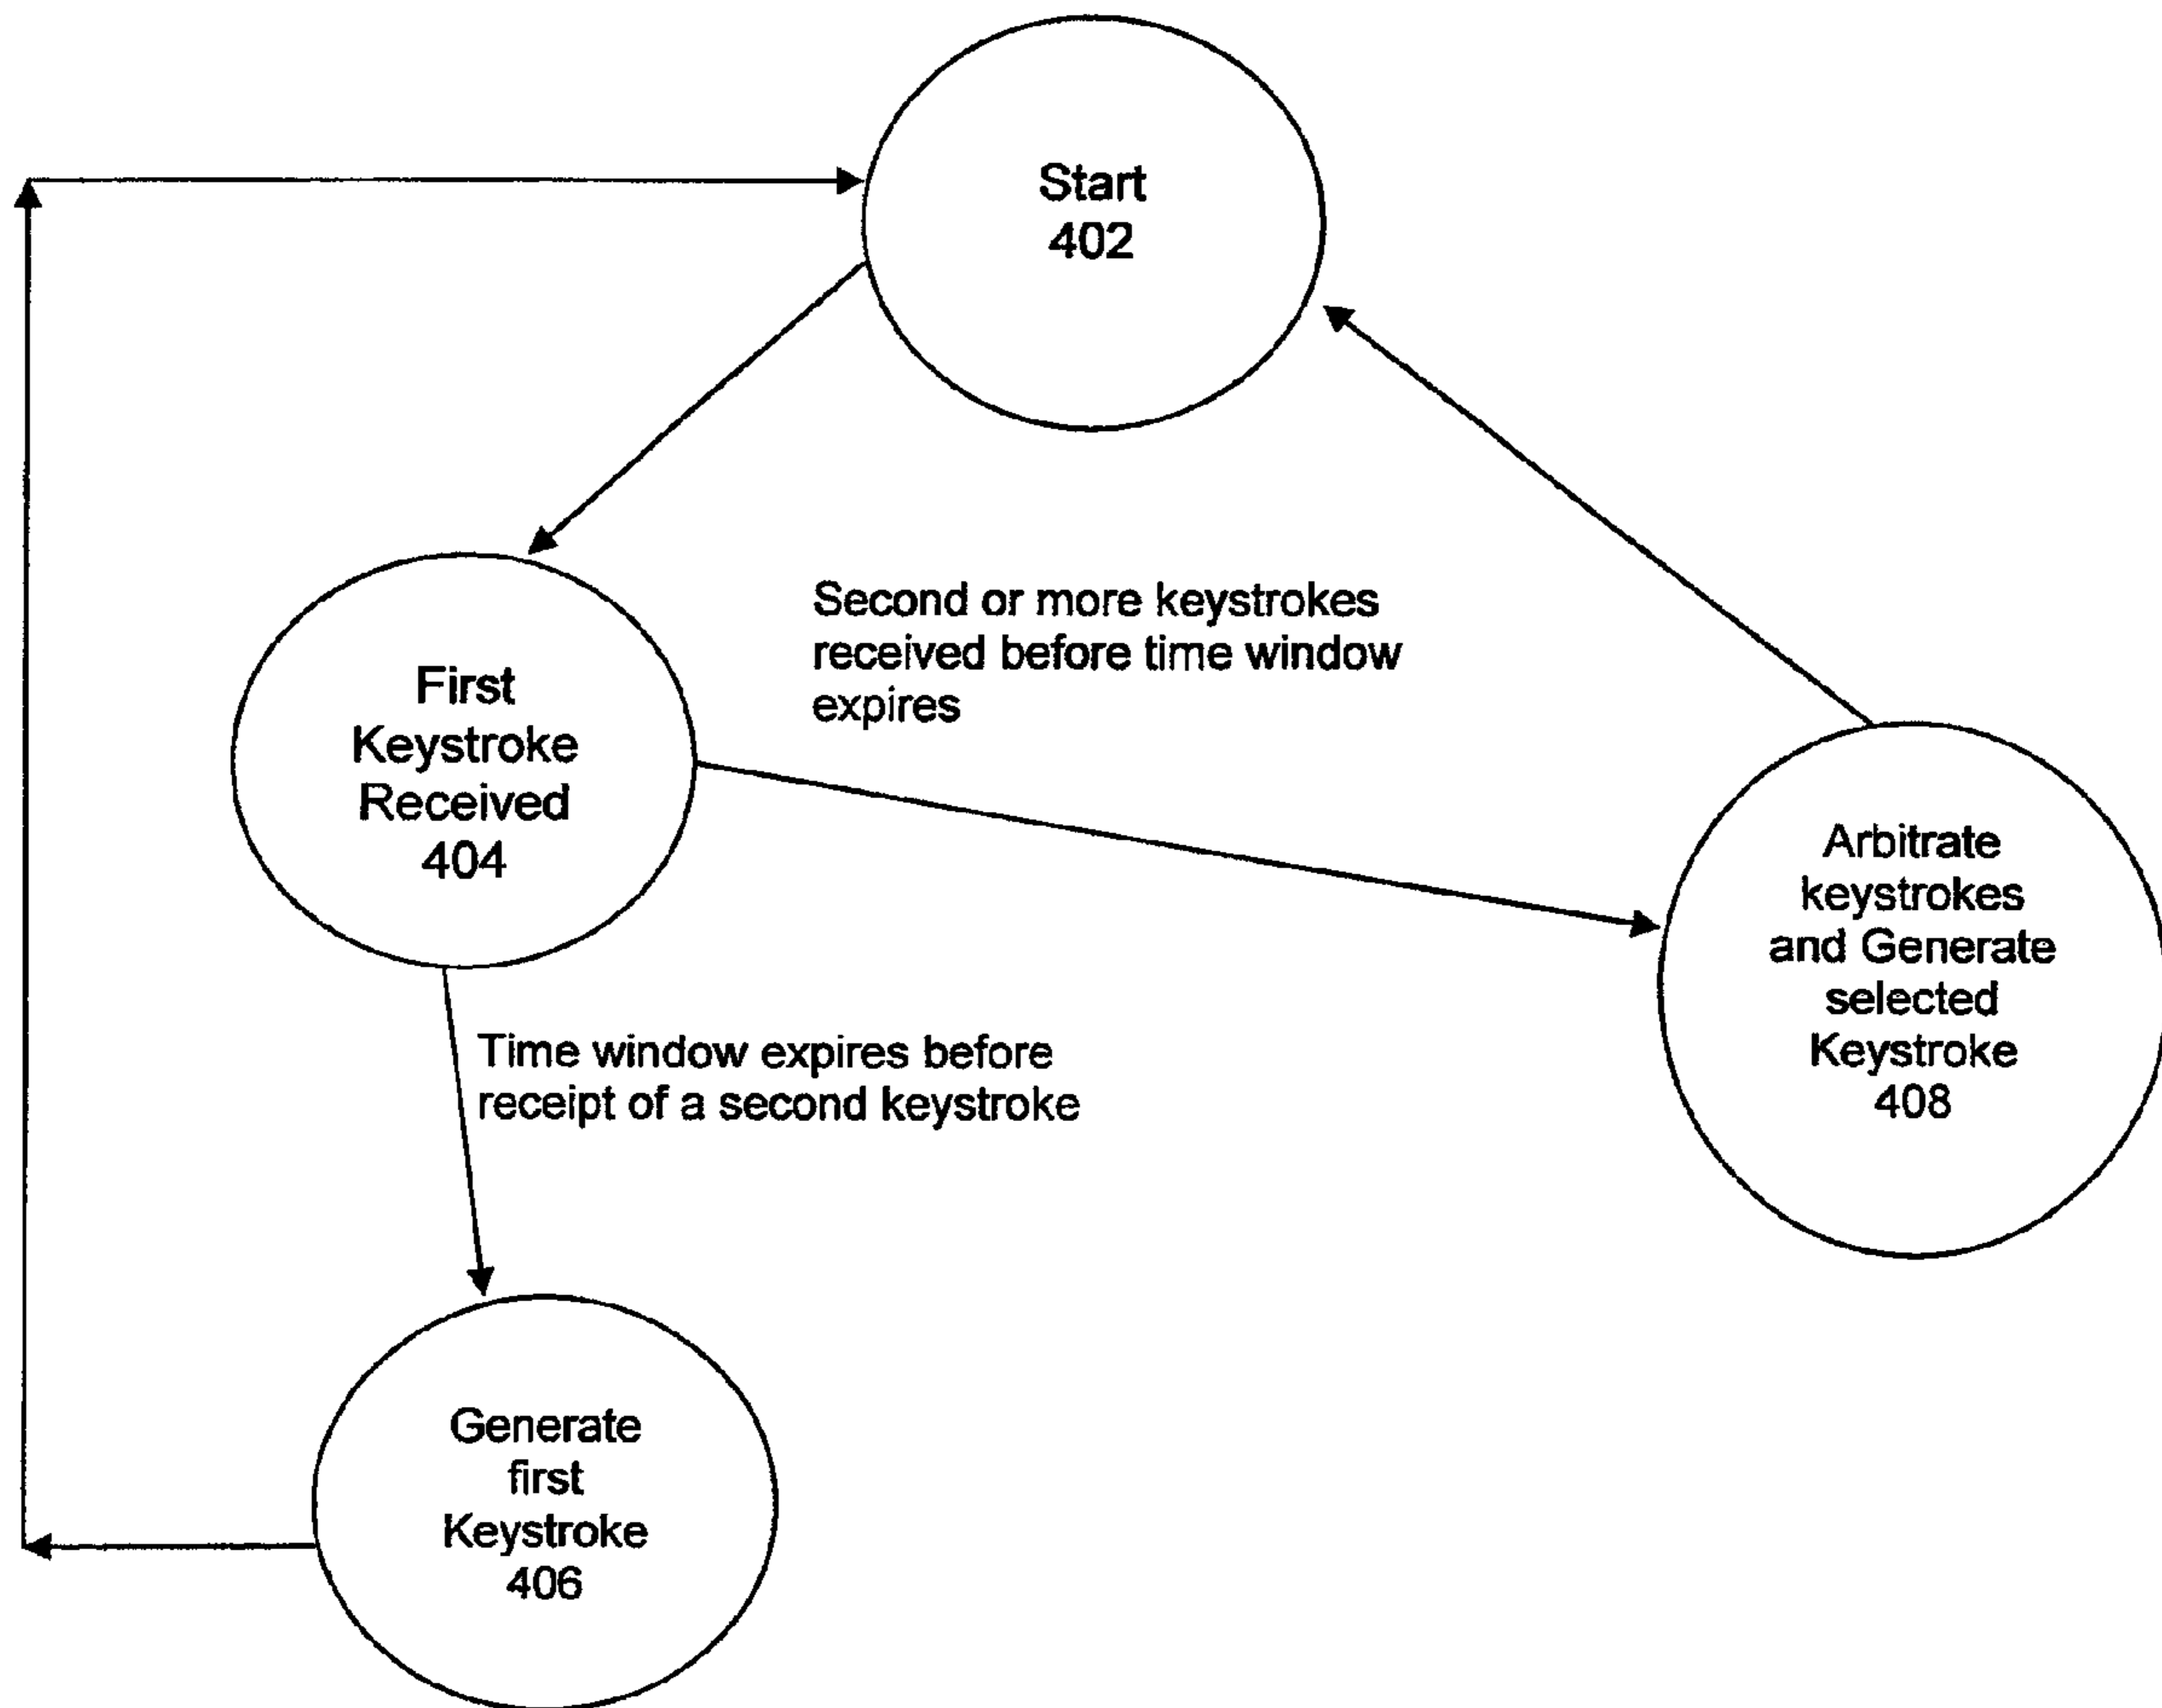 Start
402
First
Keystroke
Received
404
Second or more keystrokes
received before time window
expires
Arbitrate
keystrokes
and Generate
selected
Keystroke
408
Time window expires before
receipt of a second keystroke
Generate
first
Keystroke
406